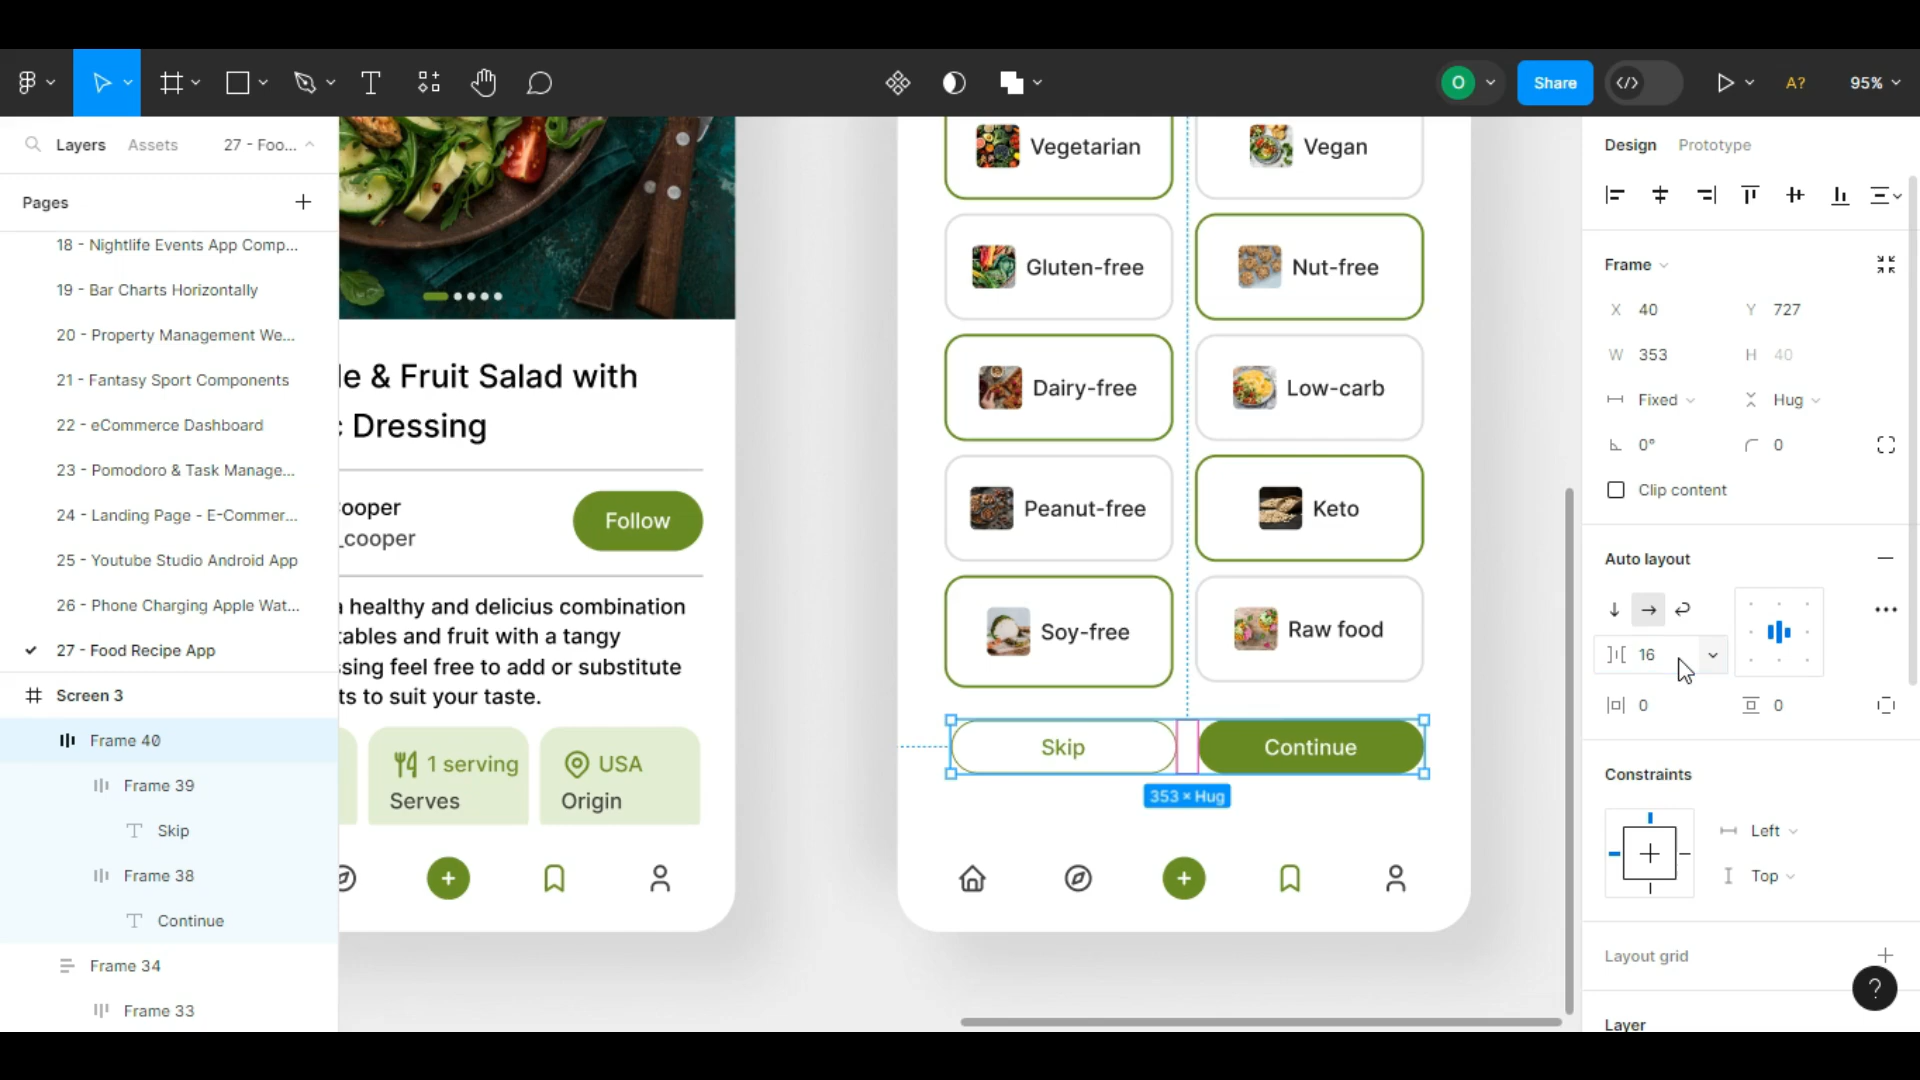 O
Share
A?
95%
Layers
Assets
27 - Foo...
Pages
18 - Nightlife Events App Comp...
19 - Bar Charts Horizontally
20 - Property Management We...
21 - Fantasy Sport Components
22 - eCommerce Dashboard
23 - Pomodoro & Task Manage...
24 - Landing Page - E-Commer...
25 - Youtube Studio Android App
26 - Phone Charging Apple Wat...
27 - Food Recipe App
Screen 3
Frame 40
Frame 39
Skip
Frame 38
Continue
Frame 34
Frame 33
le & Fruit Salad with
c Dressing
Cooper
_cooper
Follow
a healthy and delicius combination
tables and fruit with a tangy
ssing feel free to add or substitute
ts to suit your taste.
1 serving
Serves
USA
Origin
Vegetarian
Vegan
Gluten-free
Nut-free
Dairy-free
Low-carb
Peanut-free
Keto
Soy-free
Raw food
Skip
Continue
353 × Hug
Design
Prototype
Frame
X 40
Y 727
W 353
H 40
Fixed
Hug
0°
0
Clip content
Auto layout
16
0
0
Constraints
Left
Top
Layout grid
?
Layer